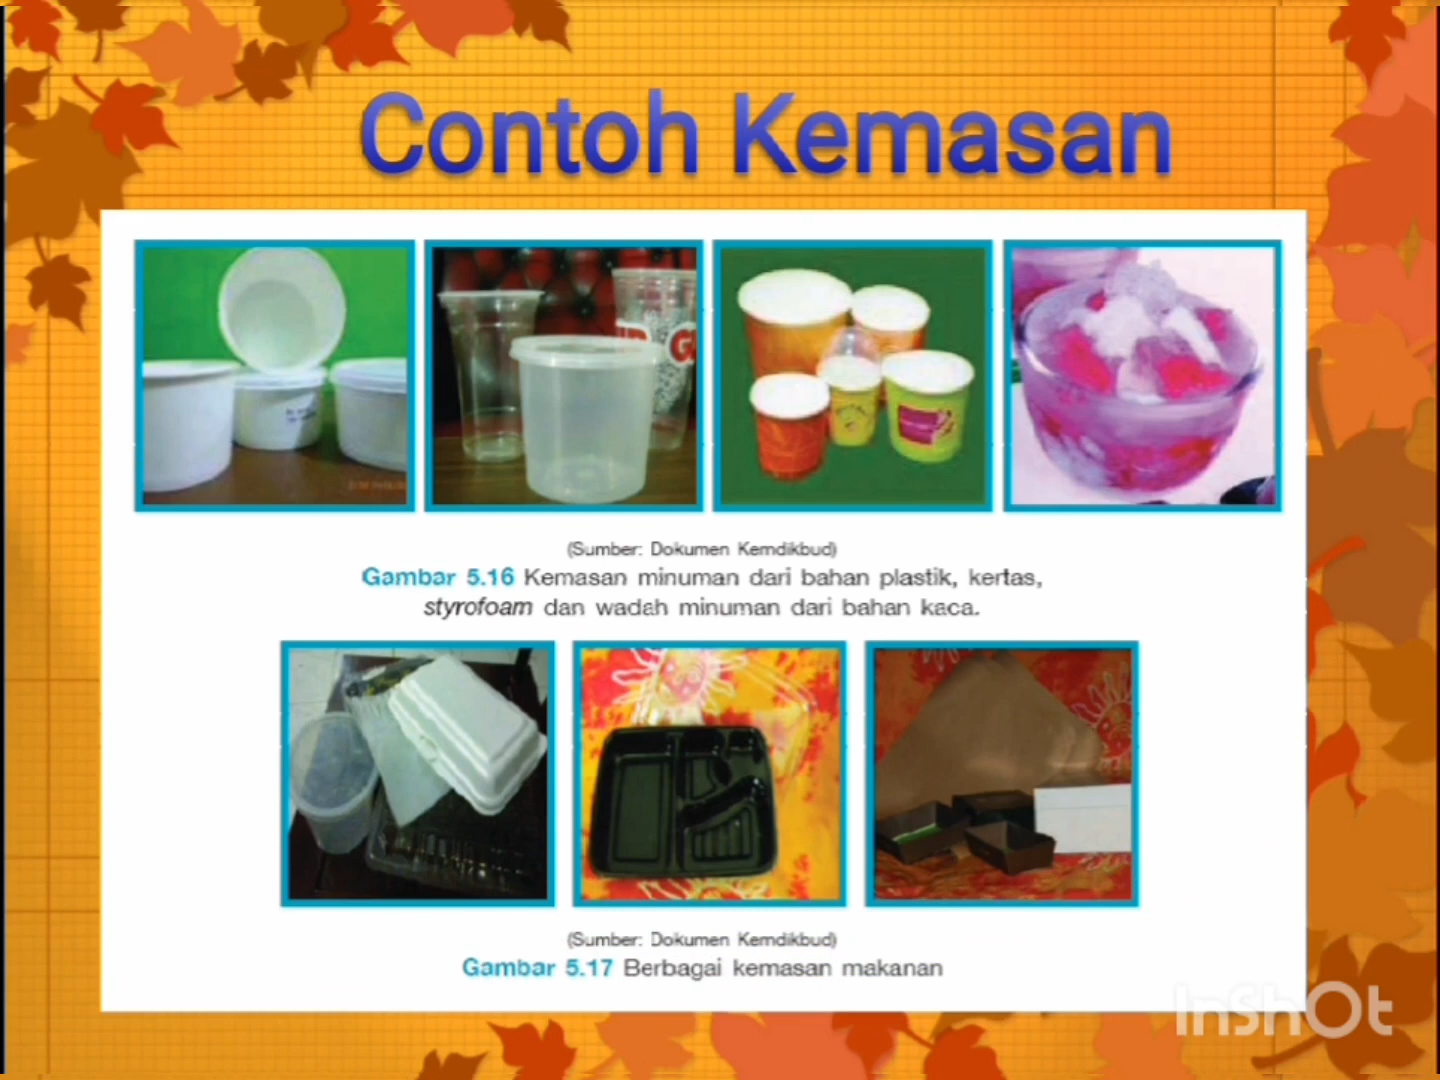 Contoh Kemasan
(Sumber: Dokumen Kemdikbud)
Gambar 5.16 Kemasan minuman dari bahan plastik, kertas,
styrofoam dan wadah minuman dari bahan kaca.
(Sumber: Dokumen Kemdikbud)
Gambar 5.17 Berbagai kemasan makanan
InShOt